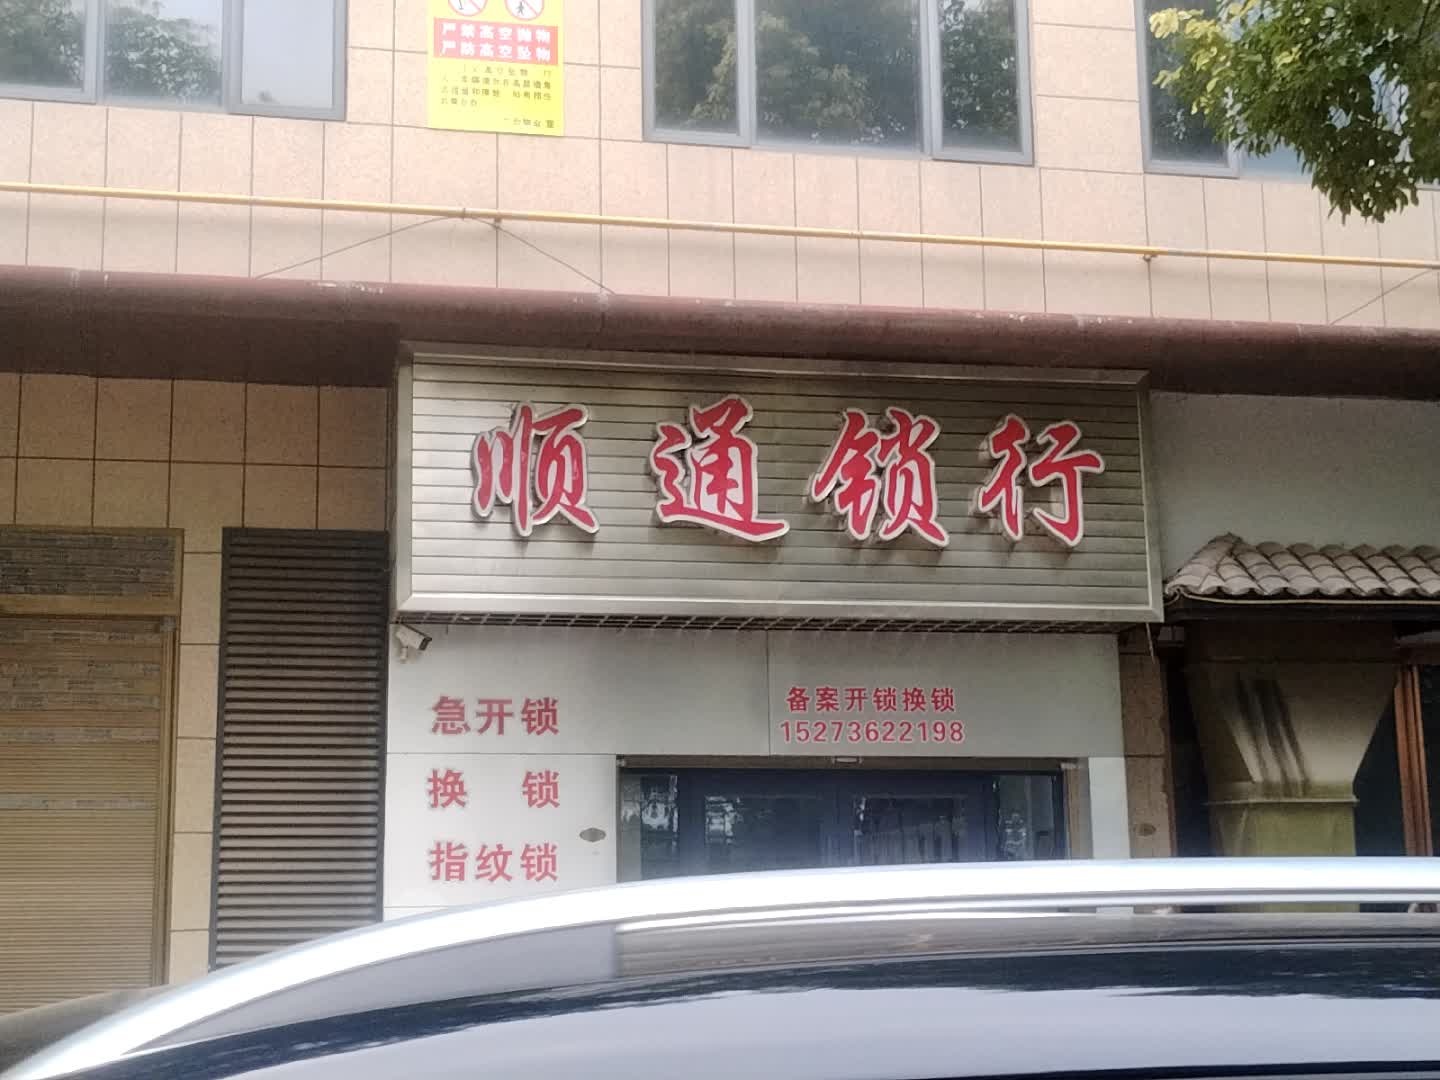 严禁高空抛物
严防高空坠物
顺通锁行
急开锁
换 锁
指纹锁
备案开锁换锁
15273622198